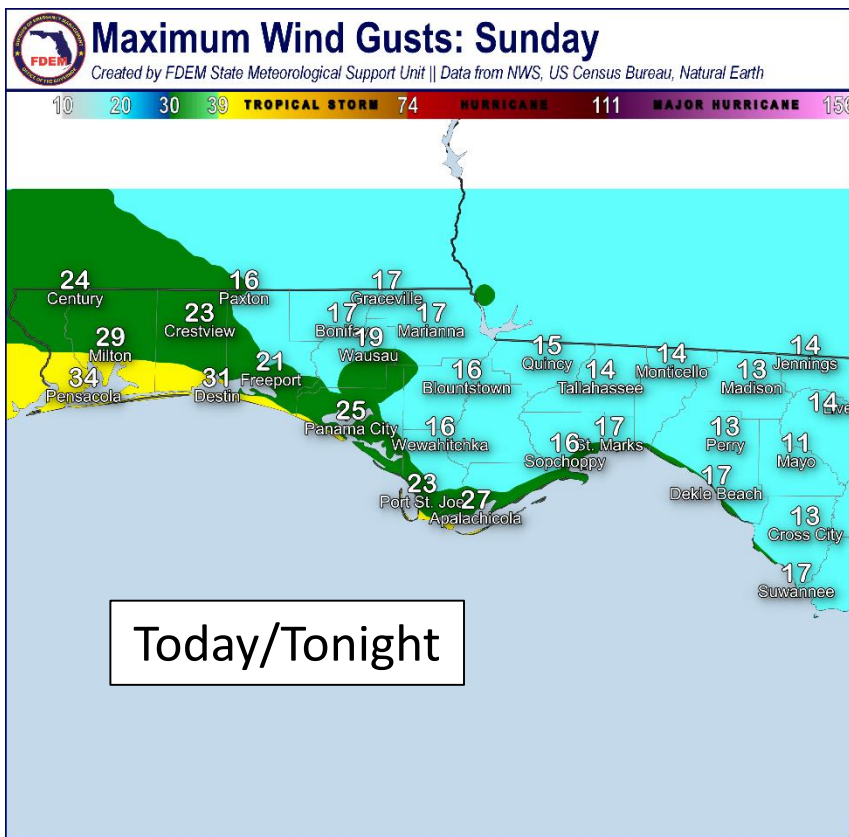 Maximum Wind Gusts: Sunday
Created by FDEM State Meteorological Support Unit || Data from NWS, US Census Bureau, Natural Earth
FDEM
10 20 30 39 TROPICAL STORM 74 HURRICANE 111 MAJOR HURRICANE 156
24
Century
16
Paxton
17
Graceville
23
Crestview
17
Bonifay
17
Marianna
29
Milton
19
Wausau
15
Quincy
14
Tallahassee
14
Monticello
13
Madison
14
Jennings
34
Pensacola
31
Destin
21
Freeport
16
Blountstown
14
Live
25
Panama City
16
Wewahitchka
16
Sopchoppy
17
St. Marks
13
Perry
11
Mayo
23
Port St. Joe
27
Apalachicola
17
Dekle Beach
13
Cross City
17
Suwannee
Today/Tonight